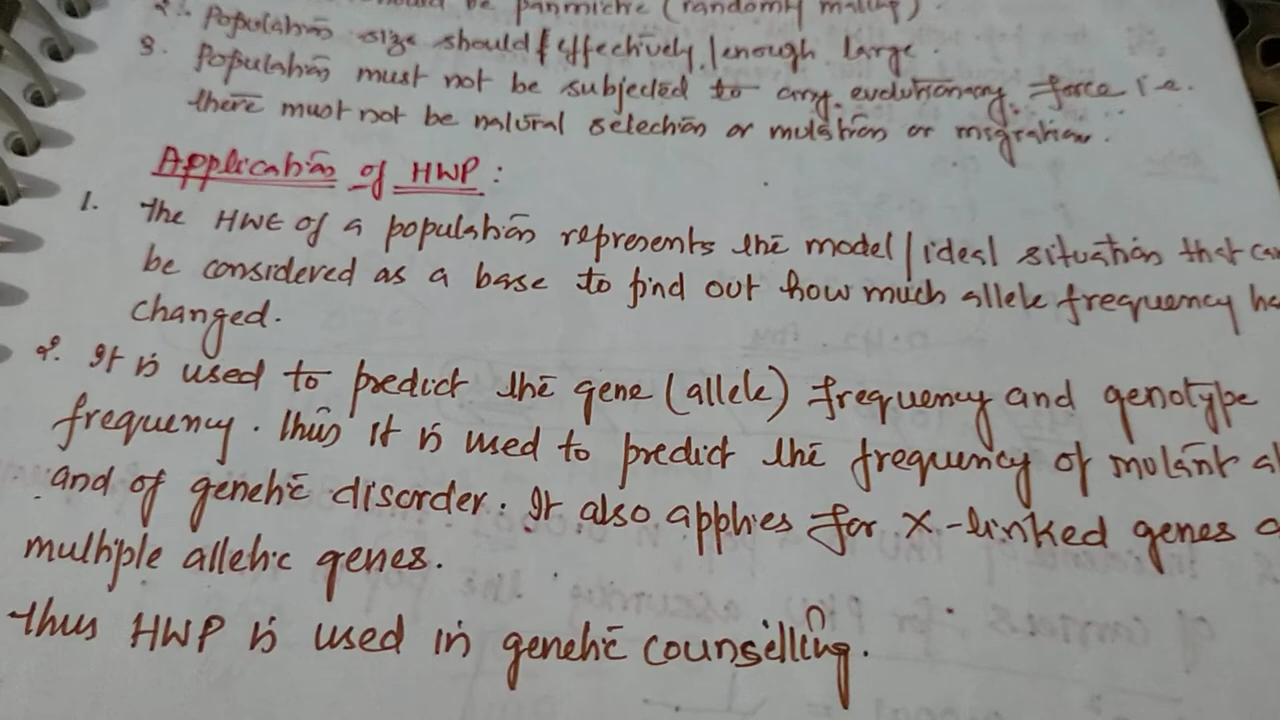 be panmictic (randomly mating).
2. Population size should / effectively / enough large.
3. Population must not be subjected to any evolutionary force i.e.
there must not be natural selection or mutation or migration.
Application of HWP :
1. The HWE of a population represents the model / ideal situation that
be considered as a base to find out how much allele frequency
changed.
2. It is used to predict the gene (allele) frequency and genotype
frequency. Thus it is used to predict the frequency of mutant
and of genetic disorder. It also applies for X-linked genes
multiple allelic genes.
Thus HWP is used in genetic counselling.